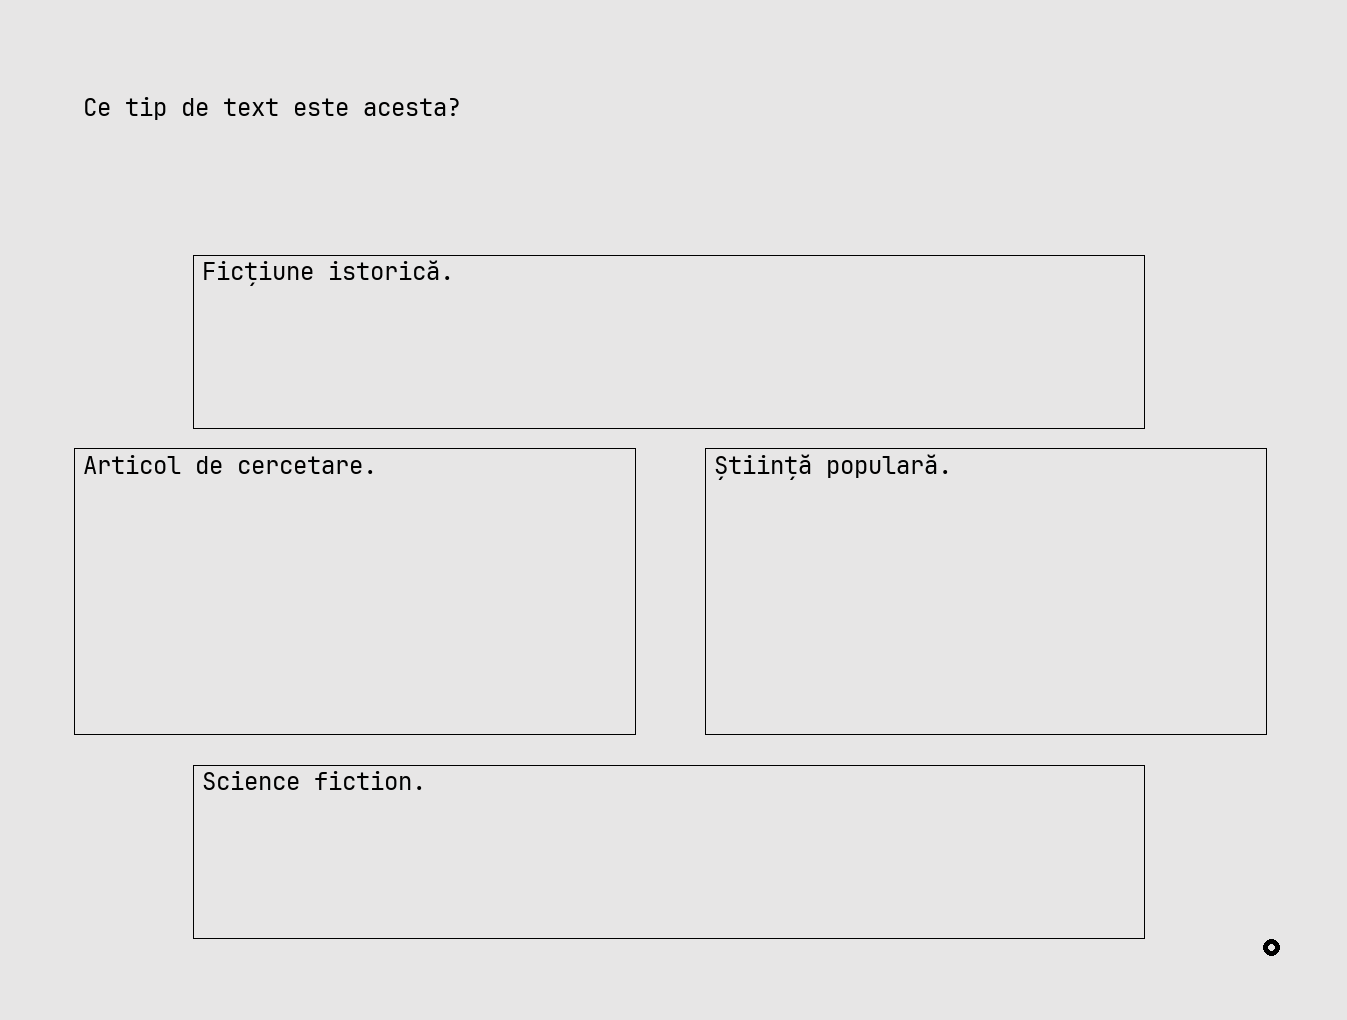 Ce tip de text este acesta?
Ficțiune istorică.
Articol de cercetare.
Știință populară.
Science fiction.